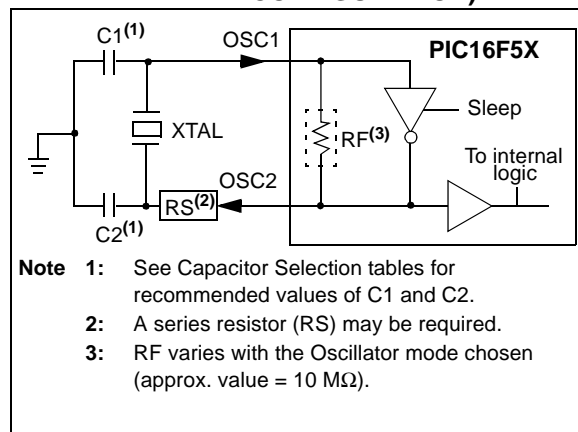 C1(1)
OSC1
PIC16F5X
Sleep
XTAL
RF(3)
To internal
logic
OSC2
RS(2)
C2(1)
Note 1: See Capacitor Selection tables for
recommended values of C1 and C2.
2: A series resistor (RS) may be required.
3: RF varies with the Oscillator mode chosen
(approx. value = 10 MΩ).